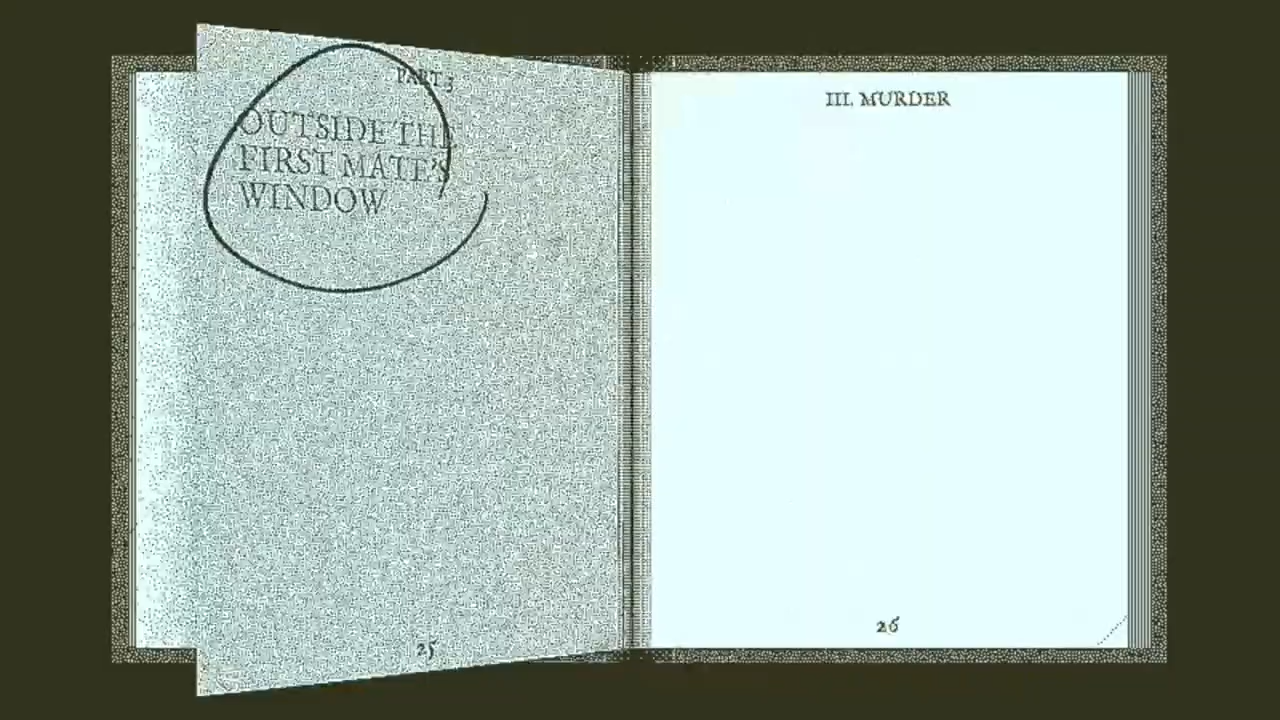 PART 3
OUTSIDE THE
FIRST MATE'S
WINDOW
25
III. MURDER
26